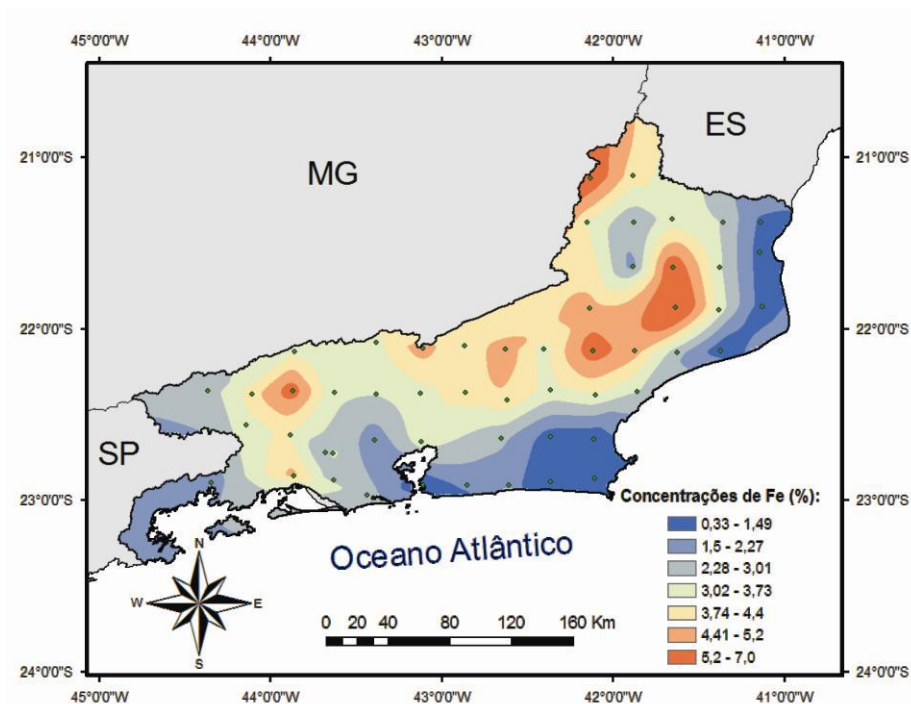 45°0'0"W 44°0'0"W 43°0'0"W 42°0'0"W 41°0'0"W
ES
21°0'0"S 21°0'0"S
MG
22°0'0"S 22°0'0"S
SP
23°0'0"S 23°0'0"S
Concentrações de Fe (%):
0,33 - 1,49
Oceano Atlântico
1,5 - 2,27
N
2,28 - 3,01
W E
3,02 - 3,73
0 20 40 80 120 160 Km
3,74 - 4,4
4,41 - 5,2
S
5,2 - 7,0
24°0'0"S 24°0'0"S
45°0'0"W 44°0'0"W 43°0'0"W 42°0'0"W 41°0'0"W